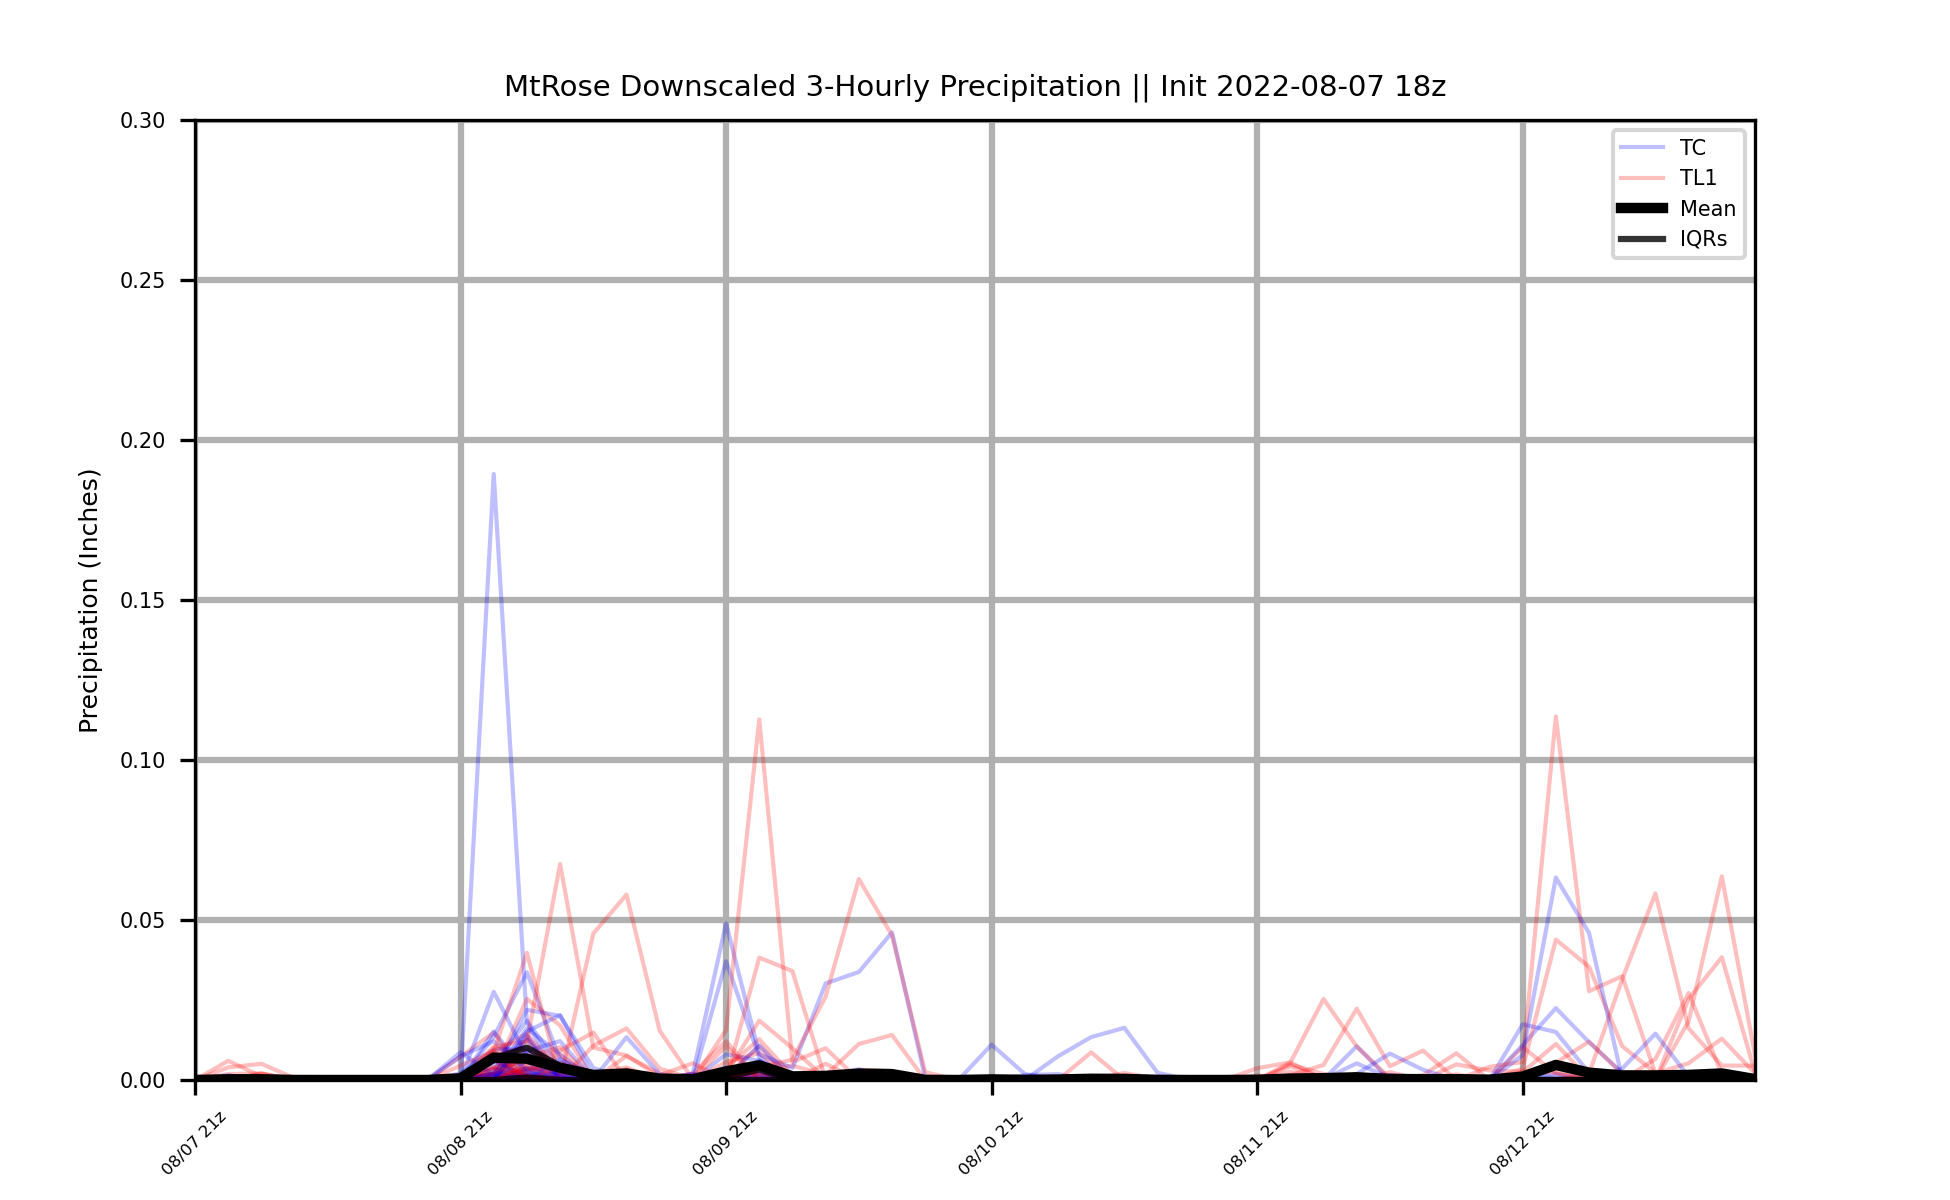 MtRose Downscaled 3-Hourly Precipitation || Init 2022-08-07 18z
0.30
0.25
0.20
0.15
0.10
0.05
0.00
Precipitation (Inches)
TC
TL1
Mean
IQRs
08/07 21z
08/08 21z
08/09 21z
08/10 21z
08/11 21z
08/12 21z